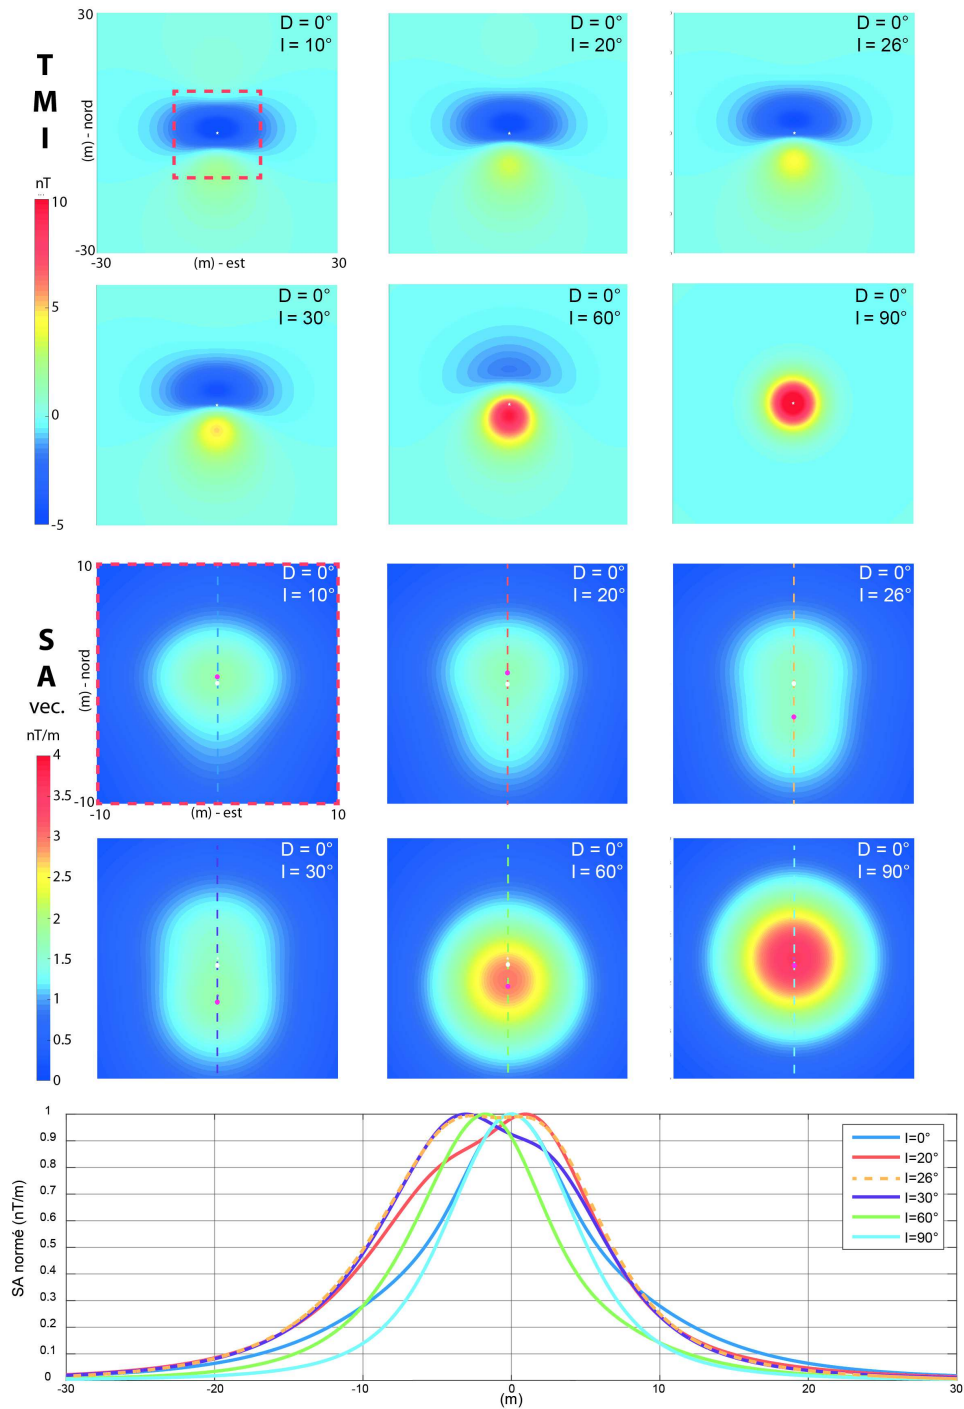 TMI
nT
10
5
0
-5
30
(m) - nord
-30
-30
(m) - est
30
D = 0°
I = 10°
D = 0°
I = 20°
D = 0°
I = 26°
D = 0°
I = 30°
D = 0°
I = 60°
D = 0°
I = 90°
SA
vec.
nT/m
4
3.5
3
2.5
2
1.5
1
0.5
0
10
(m) - nord
-10
-10
(m) - est
10
D = 0°
I = 10°
D = 0°
I = 20°
D = 0°
I = 26°
D = 0°
I = 30°
D = 0°
I = 60°
D = 0°
I = 90°
SA normé (nT/m)
1
0.9
0.8
0.7
0.6
0.5
0.4
0.3
0.2
0.1
0
-30
-20
-10
0
10
20
30
(m)
I=0°
I=20°
I=26°
I=30°
I=60°
I=90°